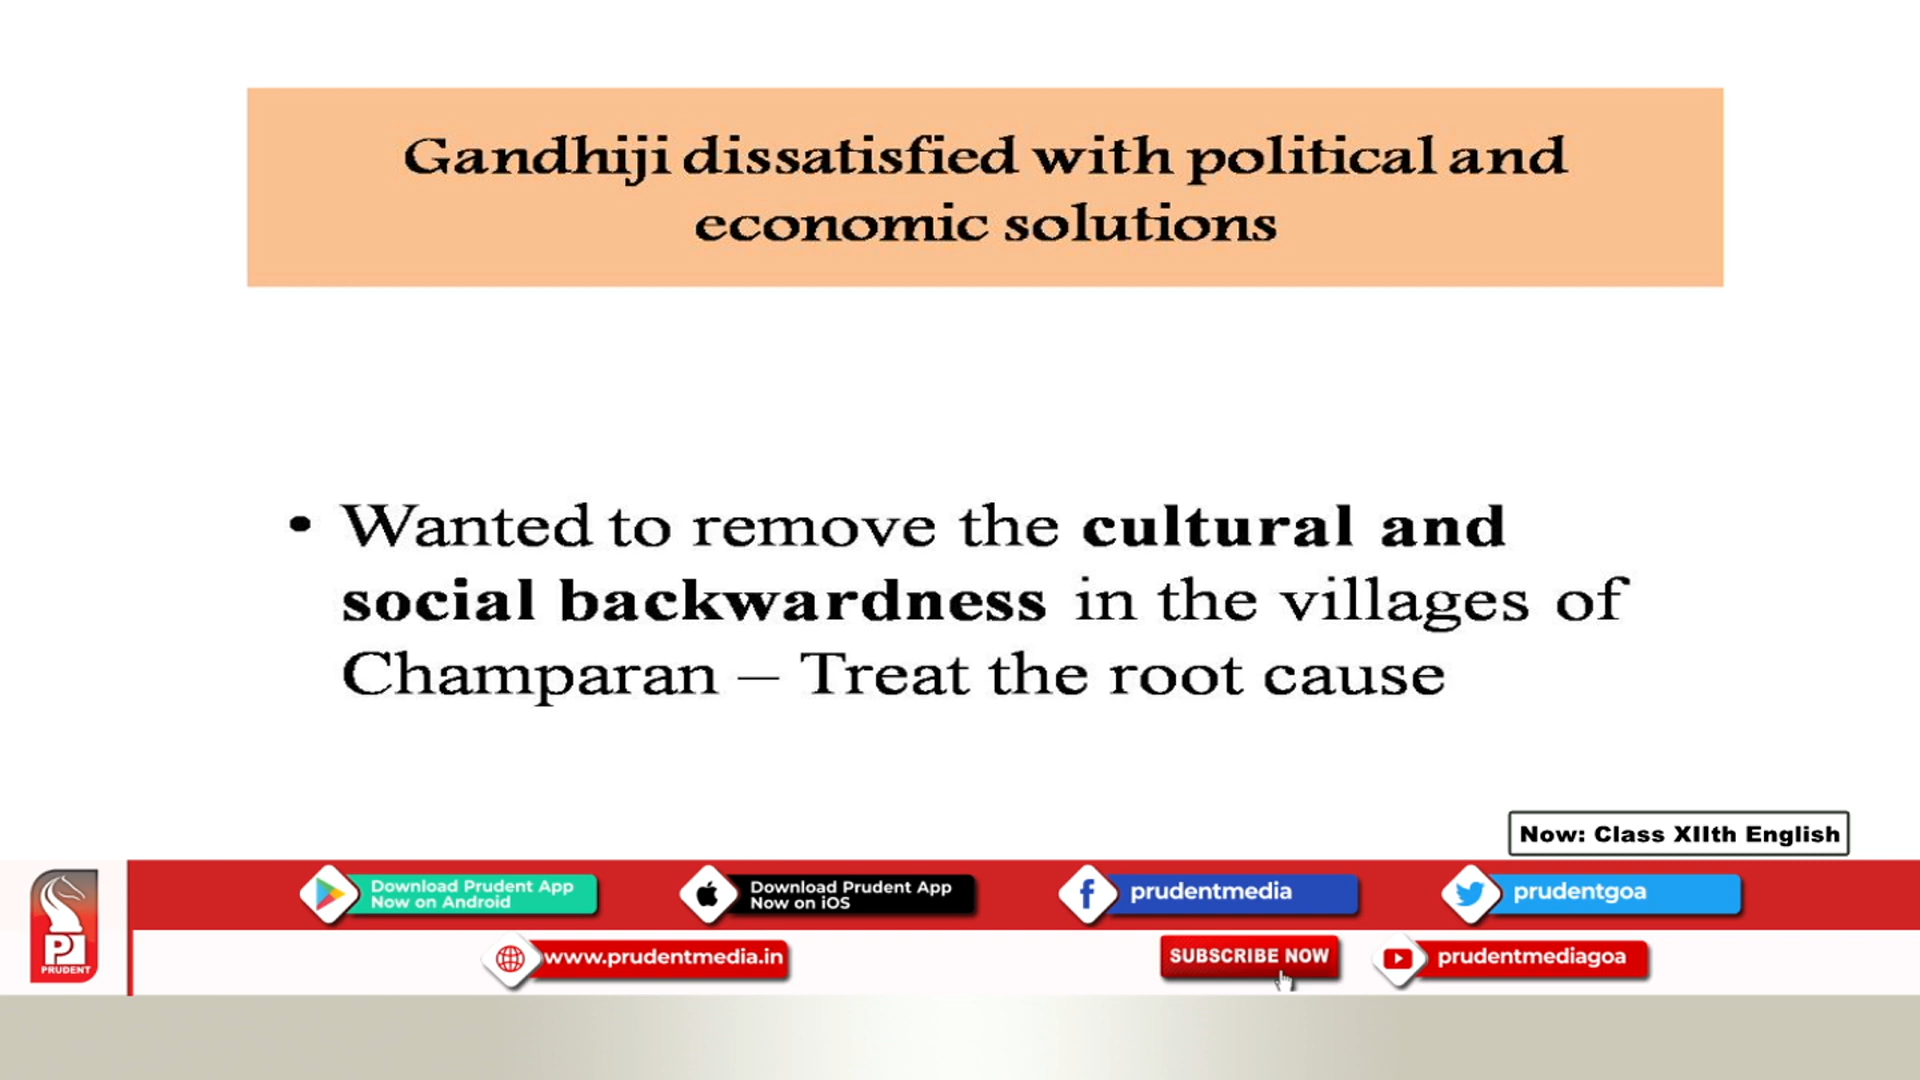 Gandhiji dissatisfied with political and
economic solutions
• Wanted to remove the cultural and
social backwardness in the villages of
Champaran – Treat the root cause
Now: Class XIIth English
Download Prudent App
Now on Android
Download Prudent App
Now on iOS
prudentmedia
prudentgoa
PRUDENT
www.prudentmedia.in
SUBSCRIBE NOW
prudentmediagoa